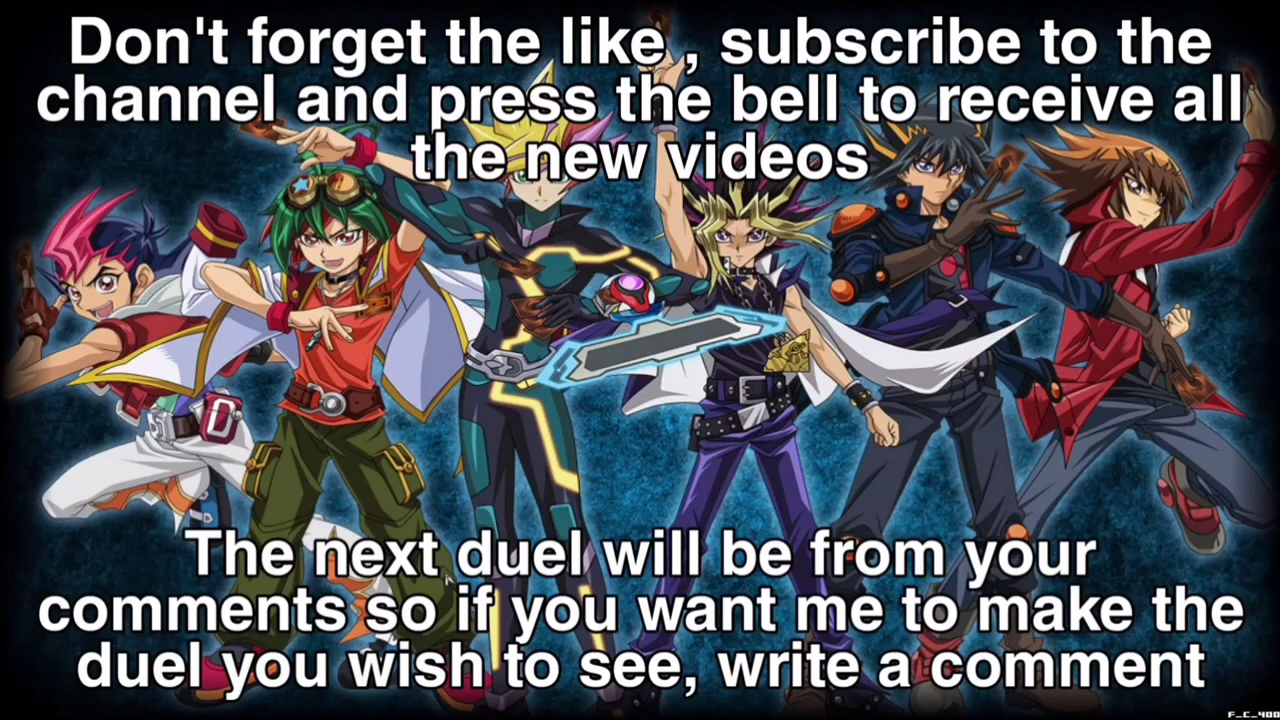 Don't forget the like , subscribe to the
channel and press the bell to receive all
the new videos
D
The next duel will be from your
comments so if you want me to make the
duel you wish to see, write a comment
F_C_400